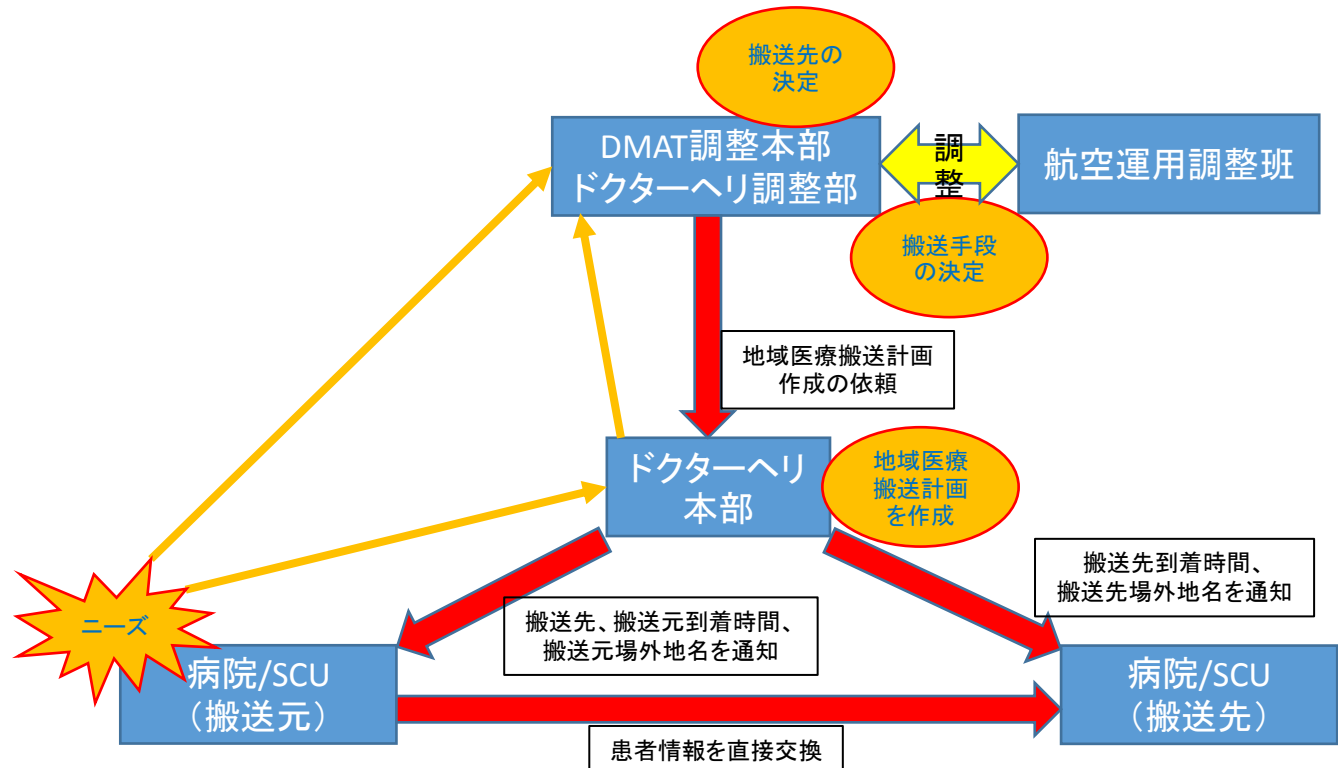 搬送先の
決定
DMAT調整本部
ドクターヘリ調整部
調
整
航空運用調整班
搬送手段
の決定
地域医療搬送計画
作成の依頼
ドクターヘリ
本部
地域医療
搬送計画
を作成
搬送先到着時間、
搬送先場外地名を通知
搬送先、搬送元到着時間、
搬送元場外地名を通知
ニーズ
病院/SCU
（搬送元）
病院/SCU
（搬送先）
患者情報を直接交換